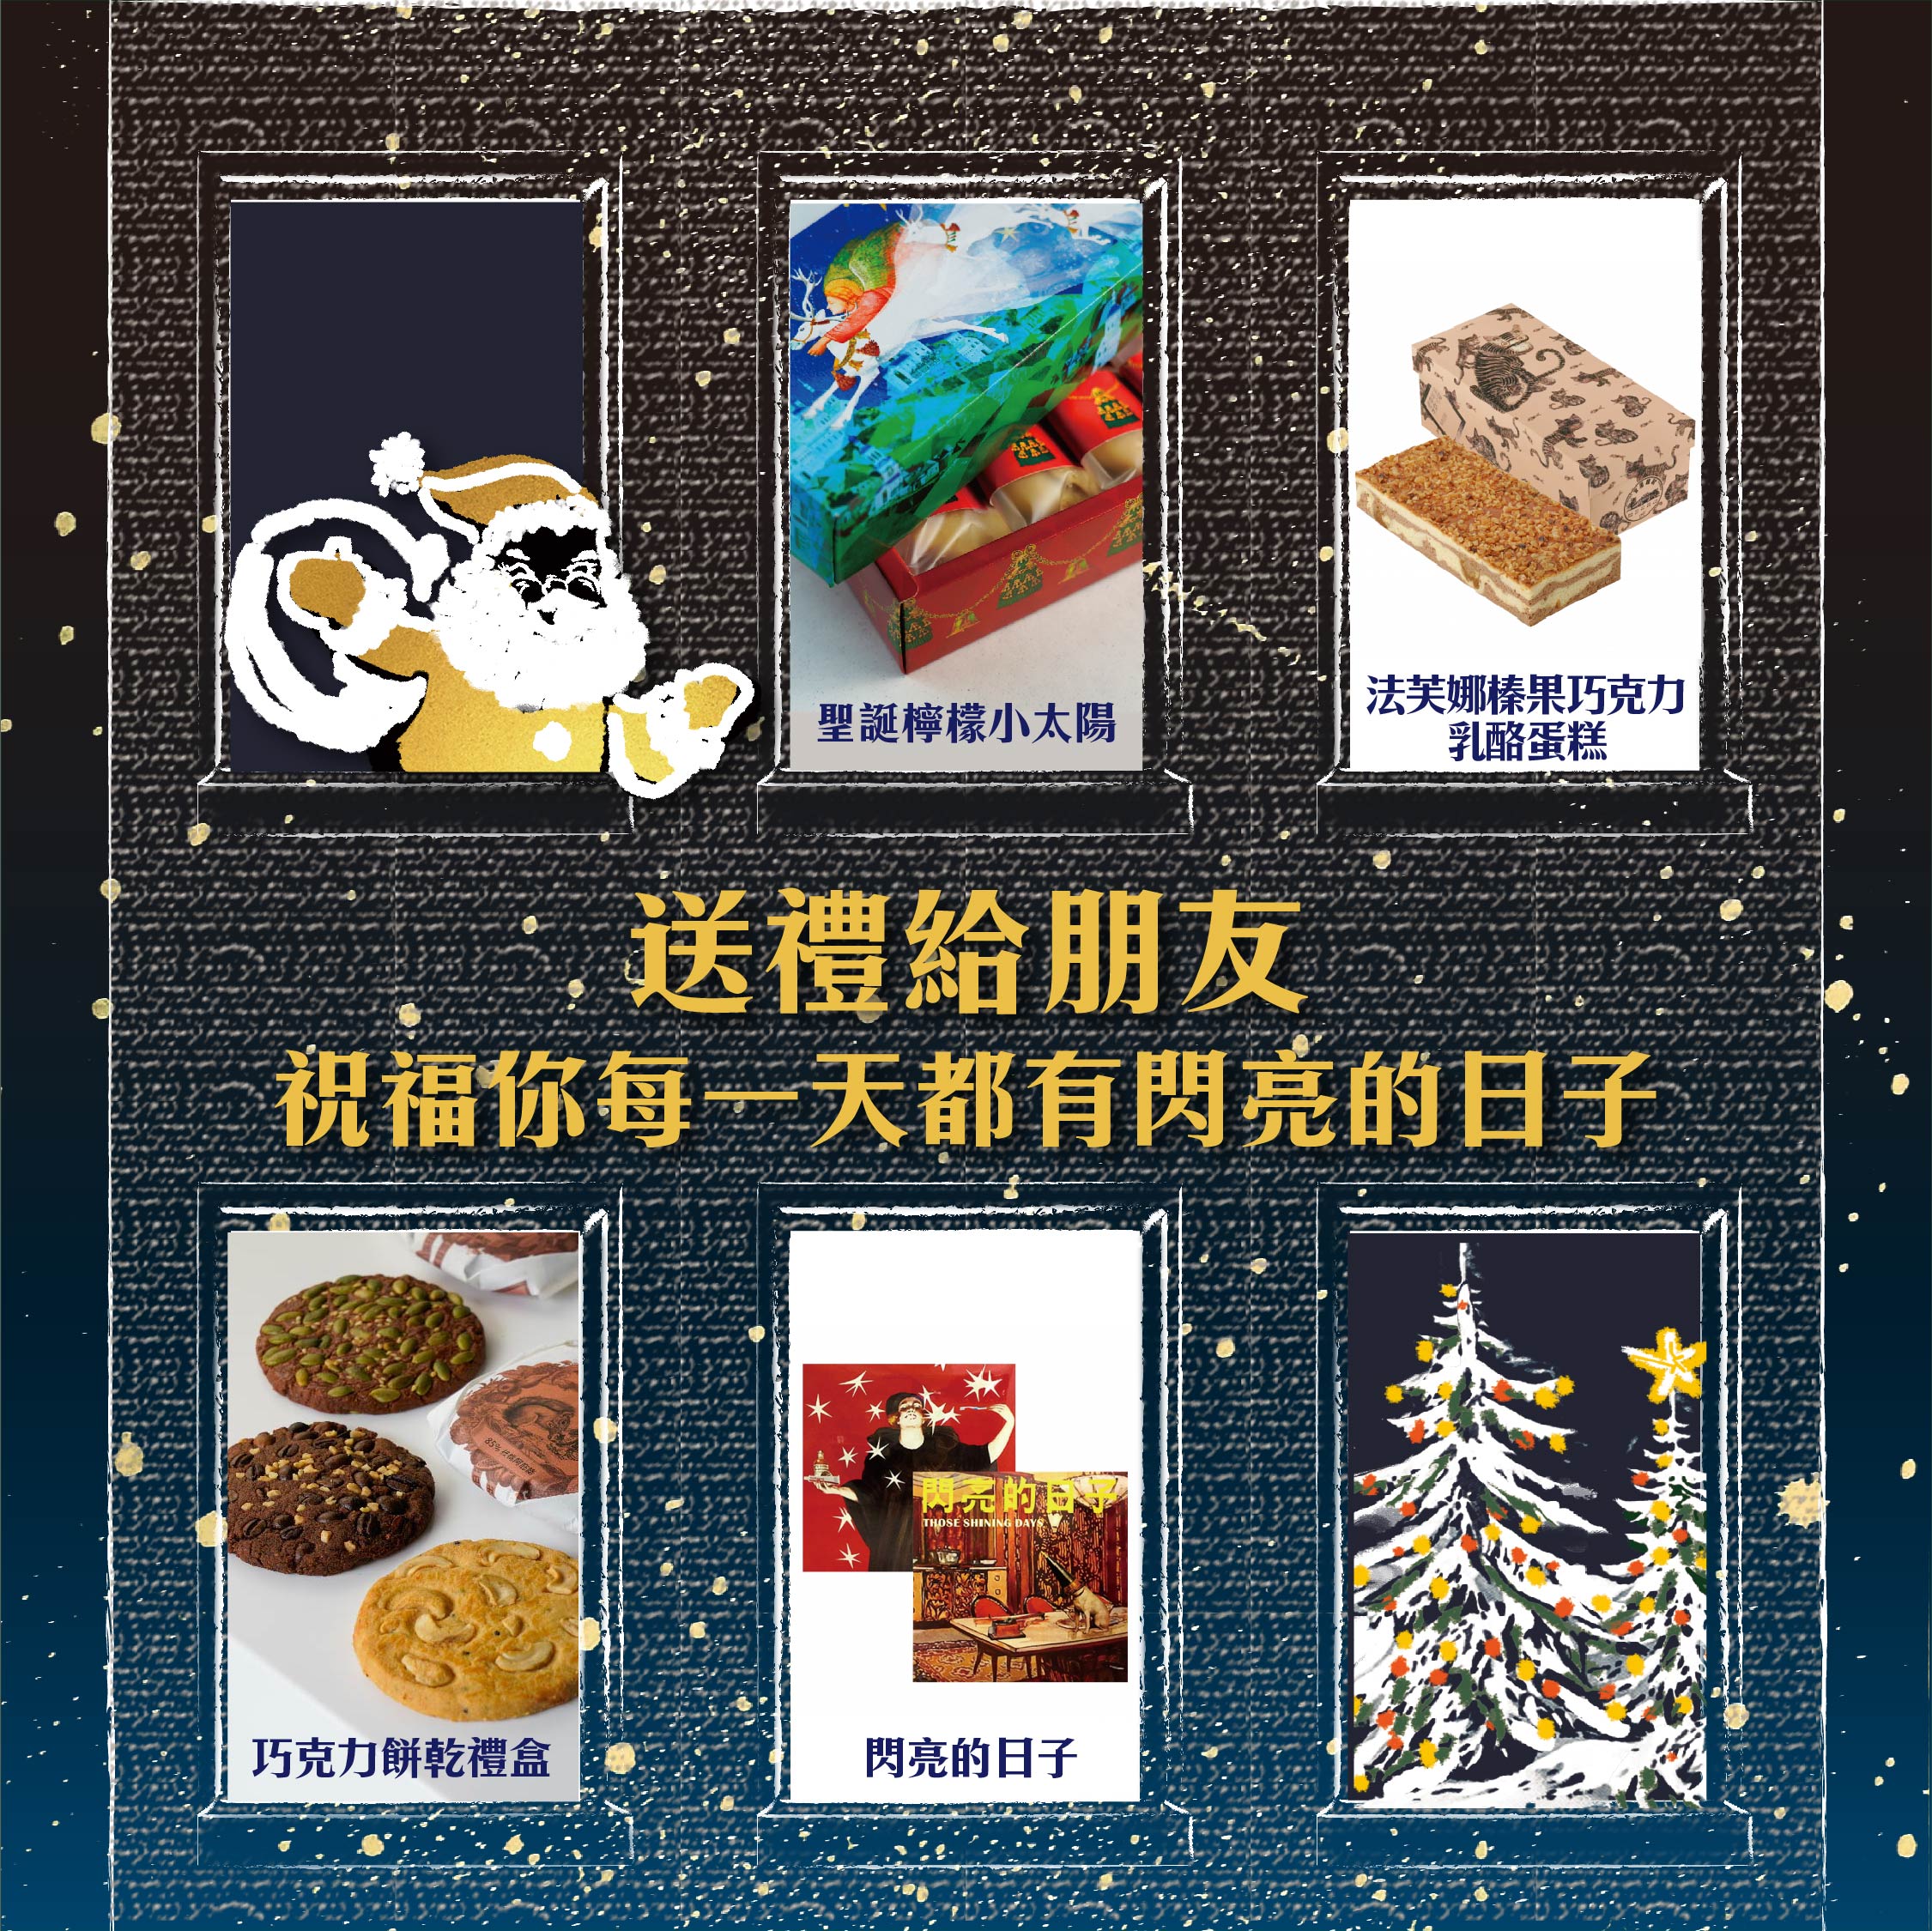 聖誕檸檬小太陽
法芙娜榛果巧克力
乳酪蛋糕
送禮給朋友
祝福你每一天都有閃亮的日子
閃亮的日子
THOSE SHINING DAYS
巧克力餅乾禮盒
閃亮的日子